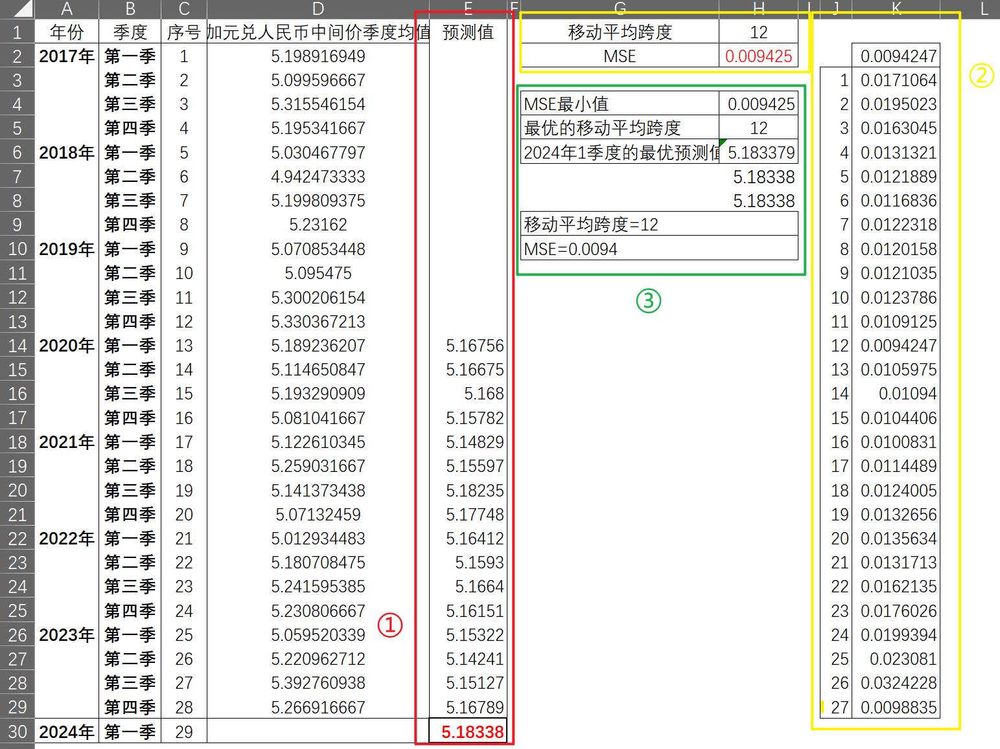 A B C D E F G H I J K L
1 年份 季度 序号 加元兑人民币中间价季度均值 预测值 移动平均跨度 12
2 2017年 第一季 1 5.198916949 MSE 0.009425 0.0094247
3 第二季 2 5.099596667 1 0.0171064 ②
4 第三季 3 5.315546154 MSE最小值 0.009425 2 0.0195023
5 第四季 4 5.195341667 最优的移动平均跨度 12 3 0.0163045
6 2018年 第一季 5 5.030467797 2024年1季度的最优预测值 5.183379 4 0.0131321
7 第二季 6 4.942473333 5.18338 5 0.0121889
8 第三季 7 5.199809375 5.18338 6 0.0116836
9 第四季 8 5.23162 移动平均跨度=12 7 0.0122318
10 2019年 第一季 9 5.070853448 MSE=0.0094 8 0.0120158
11 第二季 10 5.095475 9 0.0121035
12 第三季 11 5.300206154 ③ 10 0.0123786
13 第四季 12 5.330367213 11 0.0109125
14 2020年 第一季 13 5.189236207 5.16756 12 0.0094247
15 第二季 14 5.114650847 5.16675 13 0.0105975
16 第三季 15 5.193290909 5.168 14 0.01094
17 第四季 16 5.081041667 5.15782 15 0.0104406
18 2021年 第一季 17 5.122610345 5.14829 16 0.0100831
19 第二季 18 5.259031667 5.15597 17 0.0114489
20 第三季 19 5.141373438 5.18235 18 0.0124005
21 第四季 20 5.07132459 5.17748 19 0.0132656
22 2022年 第一季 21 5.012934483 5.16412 20 0.0135634
23 第二季 22 5.180708475 5.1593 21 0.0131713
24 第三季 23 5.241595385 5.1664 22 0.0162135
25 第四季 24 5.230806667 ① 5.16151 23 0.0176026
26 2023年 第一季 25 5.059520339 5.15322 24 0.0199394
27 第二季 26 5.220962712 5.14241 25 0.023081
28 第三季 27 5.392760938 5.15127 26 0.0324228
29 第四季 28 5.266916667 5.16789 27 0.0098835
30 2024年 第一季 29 5.18338